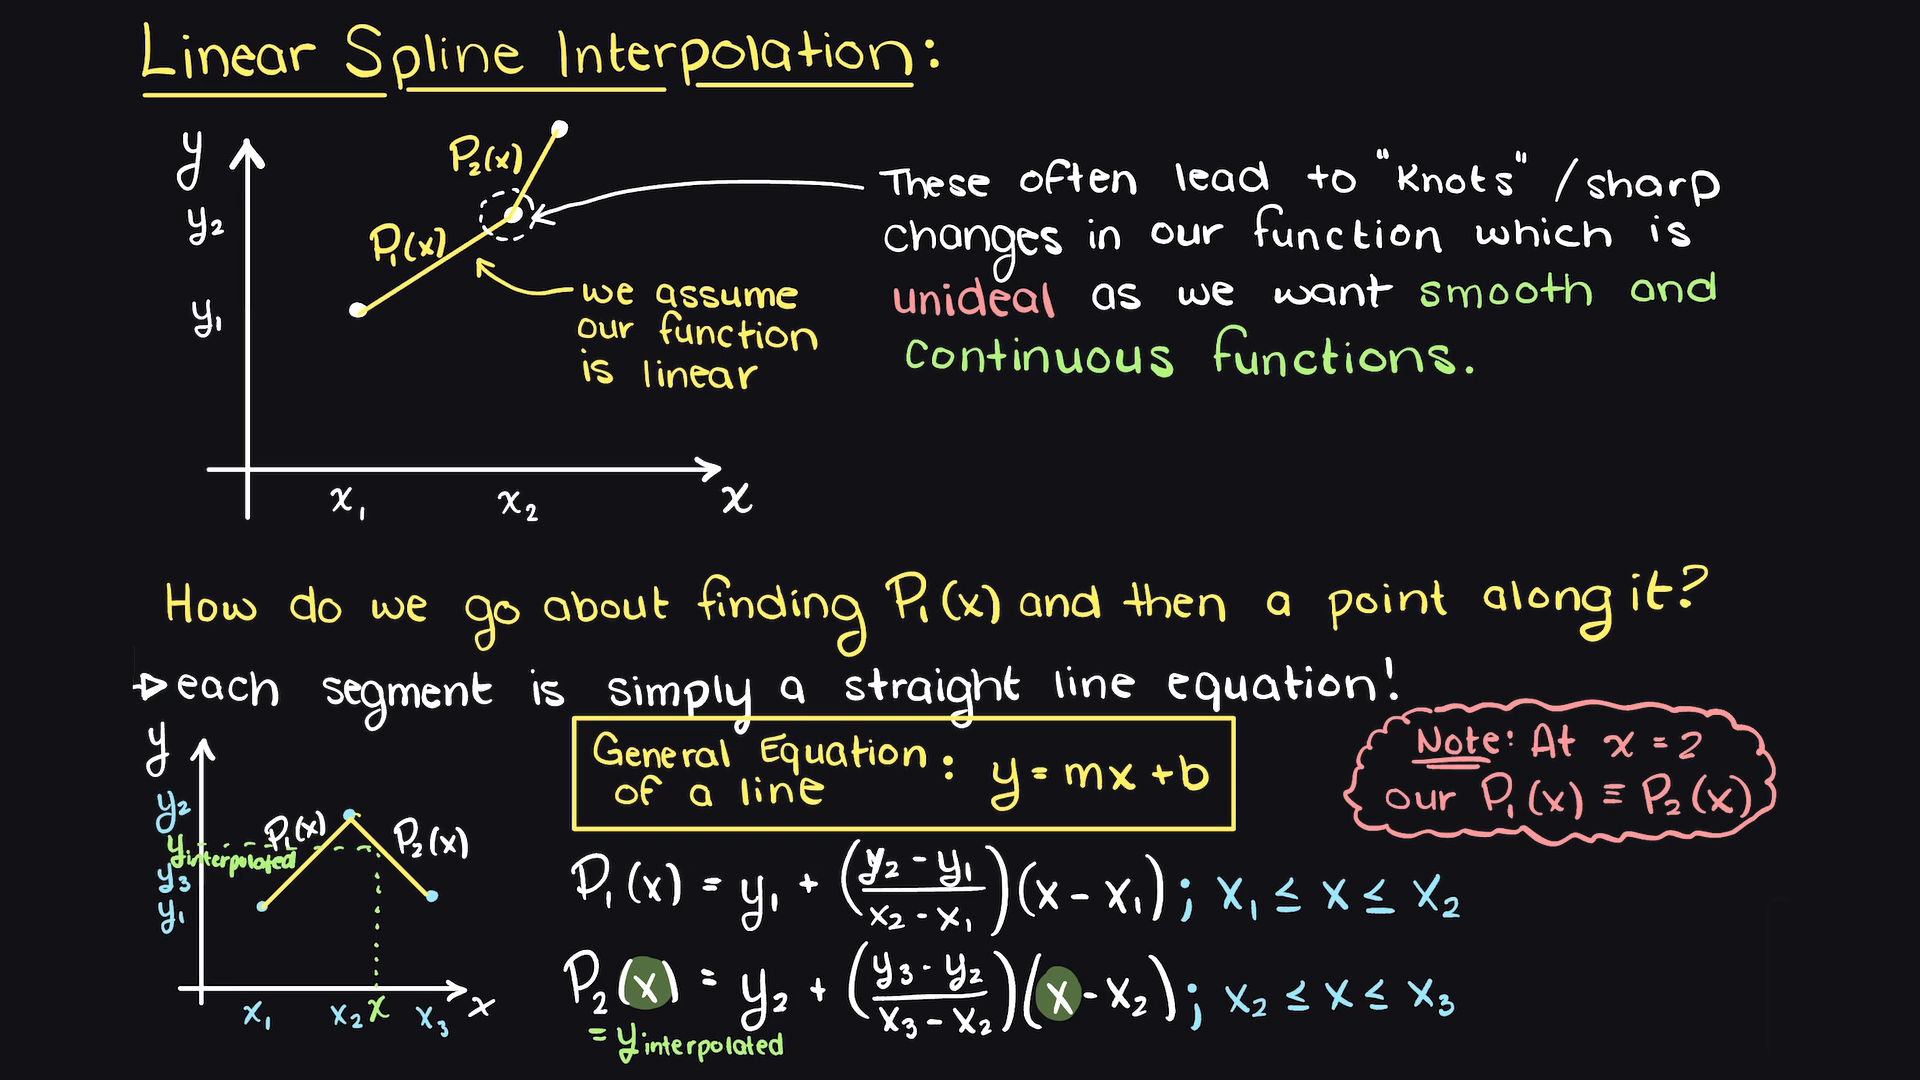 Linear Spline Interpolation:
y
P₂(x)
y₂
P₁(x)
y₁
x₁
x₂
x
we assume
our function
is linear
These often lead to "Knots" / sharp
changes in our function which is
unideal as we want smooth and
continuous functions.
How do we go about finding P₁(x) and then a point along it?
→ each segment is simply a straight line equation!
y
y₂
y interpolated
y₃
y₁
P₁(x)
P₂(x)
x₁
x₂
x
x₃
x
General Equation
of a line : y = mx + b
Note: At x = 2
our P₁(x) ≡ P₂(x)
P₁(x) = y₁ + ((y₂ - y₁)/(x₂ - x₁))(x - x₁) ; x₁ ≤ x ≤ x₂
P₂(x) = y₂ + ((y₃ - y₂)/(x₃ - x₂))(x - x₂) ; x₂ ≤ x ≤ x₃
= y interpolated